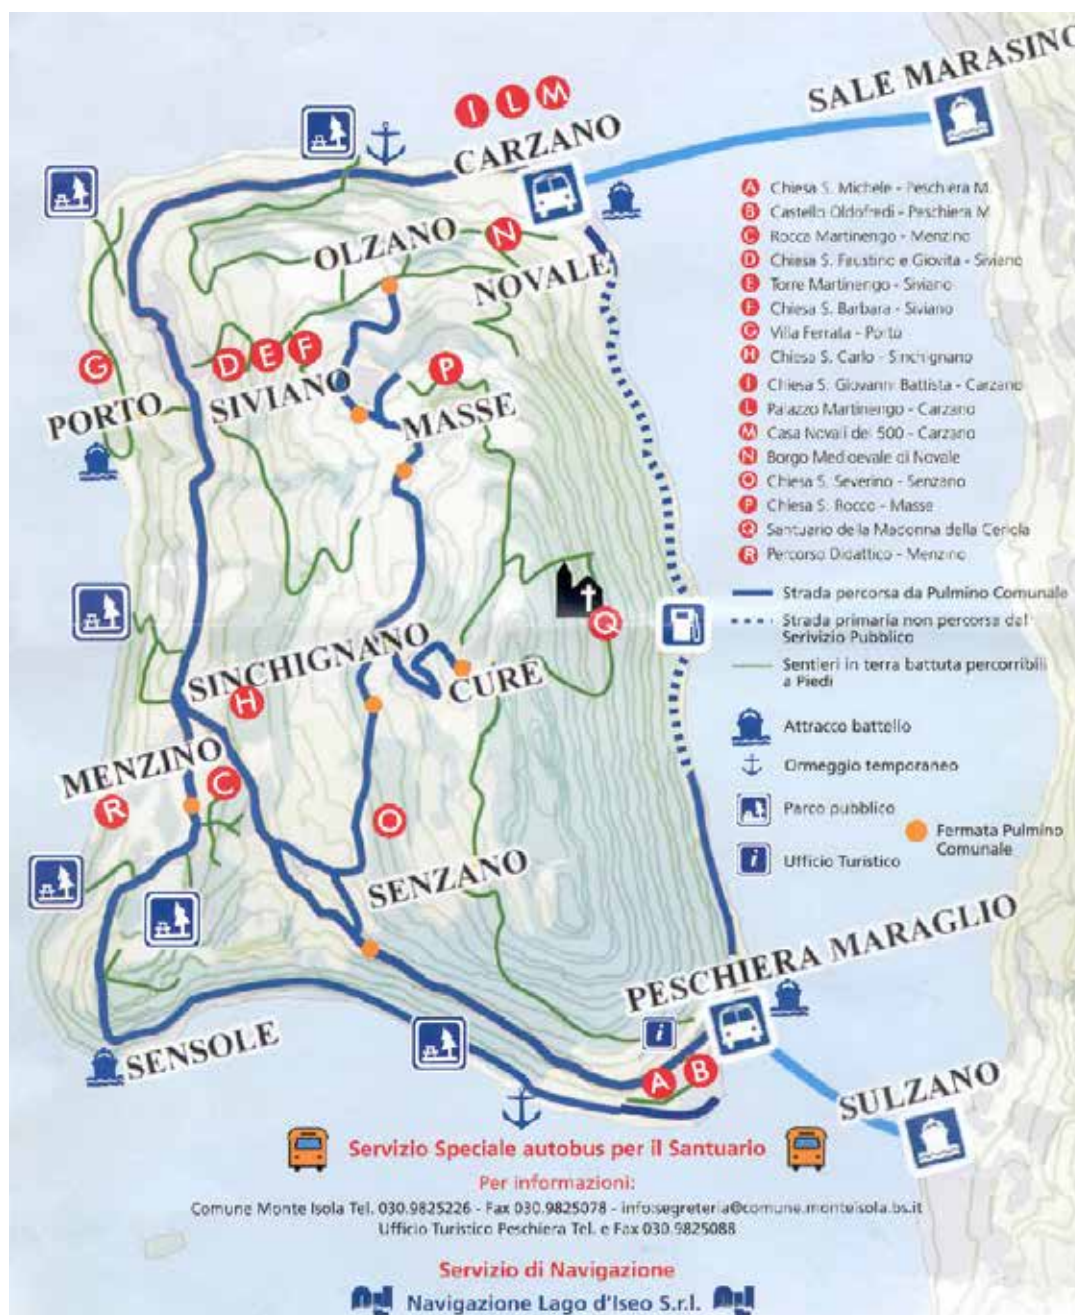 SALE MARASINO
I L M
CARZANO
A Chiesa S. Michele - Peschiera M.
B Castello Oldofredi - Peschiera M
C Rocca Martinengo - Menzino
D Chiesa S. Faustino e Giovita - Siviano
E Torre Martinengo - Siviano
F Chiesa S. Barbara - Siviano
G Villa Ferrata - Porto
H Chiesa S. Carlo - Sinchignano
I Chiesa S. Giovanni Battista - Carzano
L Palazzo Martinengo - Carzano
M Casa Novali del 500 - Carzano
N Borgo Medioevale di Novale
O Chiesa S. Severino - Senzano
P Chiesa S. Rocco - Masse
Q Santuario della Madonna della Ceriola
R Percorso Didattico - Menzino
OLZANO
N
NOVALE
G
D E F
P
SIVIANO
PORTO
MASSE
Q
Strada percorsa da Pulmino Comunale
Strada primaria non percorsa dal
Serivizio Pubblico
Sentieri in terra battuta percorribili
a Piedi
Attracco battello
Ormeggio temporaneo
Parco pubblico
Fermata Pulmino
Comunale
i Ufficio Turistico
SINCHIGNANO
H
CURE
MENZINO
R
C
O
SENZANO
PESCHIERA MARAGLIO
i
SENSOLE
A B
SULZANO
Servizio Speciale autobus per il Santuario
Per informazioni:
Comune Monte Isola Tel. 030.9825226 - Fax 030.9825078 - info:segreteria@comune.monteisola.bs.it
Ufficio Turistico Peschiera Tel. e Fax 030.9825088
Servizio di Navigazione
Navigazione Lago d'Iseo S.r.l.